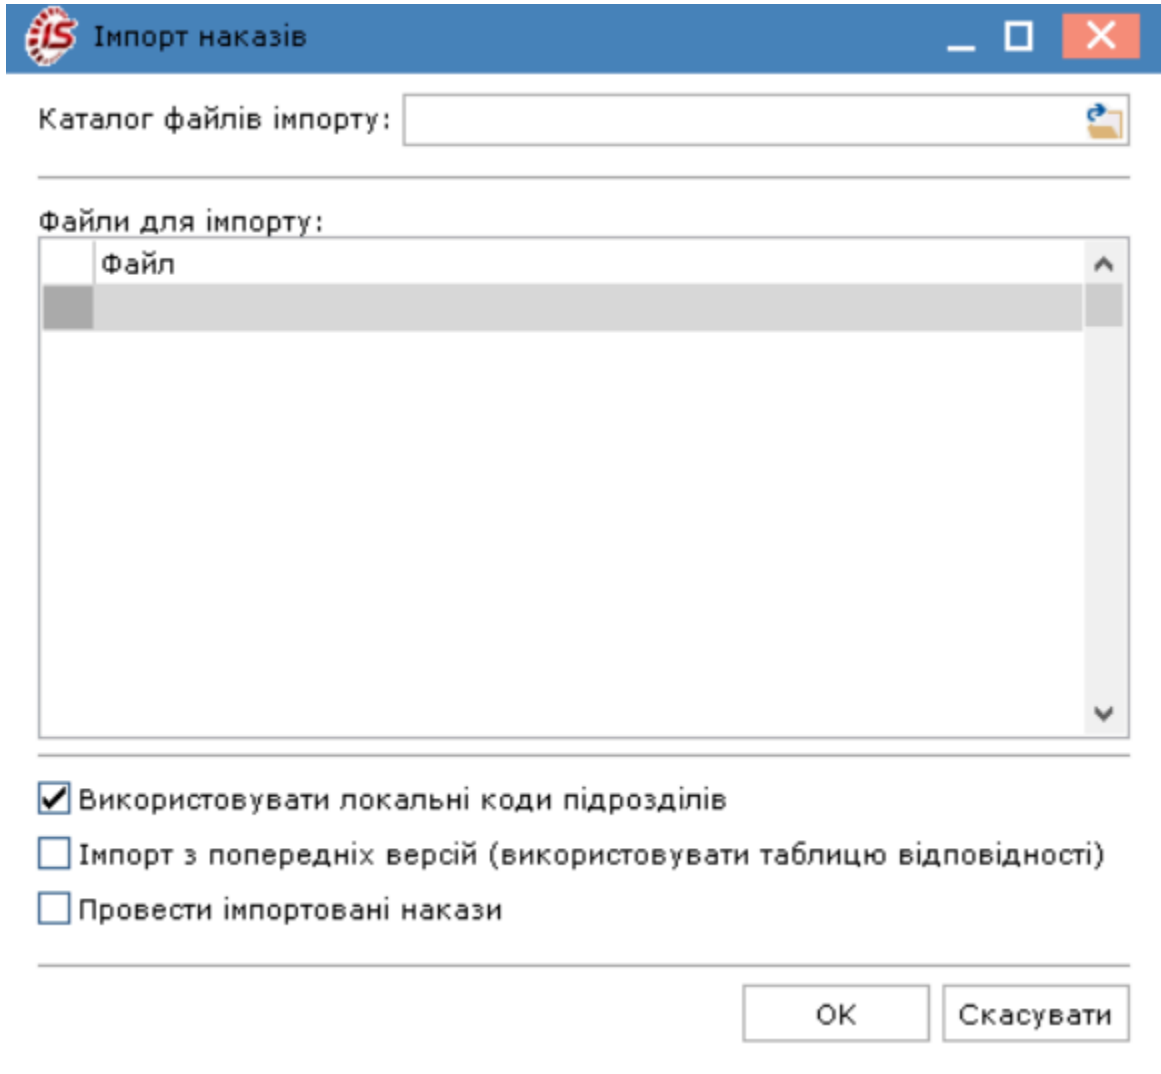 IS Імпорт наказів
Каталог файлів імпорту:
Файли для імпорту:
Файл
Використовувати локальні коди підрозділів
Імпорт з попередніх версій (використовувати таблицю відповідності)
Провести імпортовані накази
ОК Скасувати